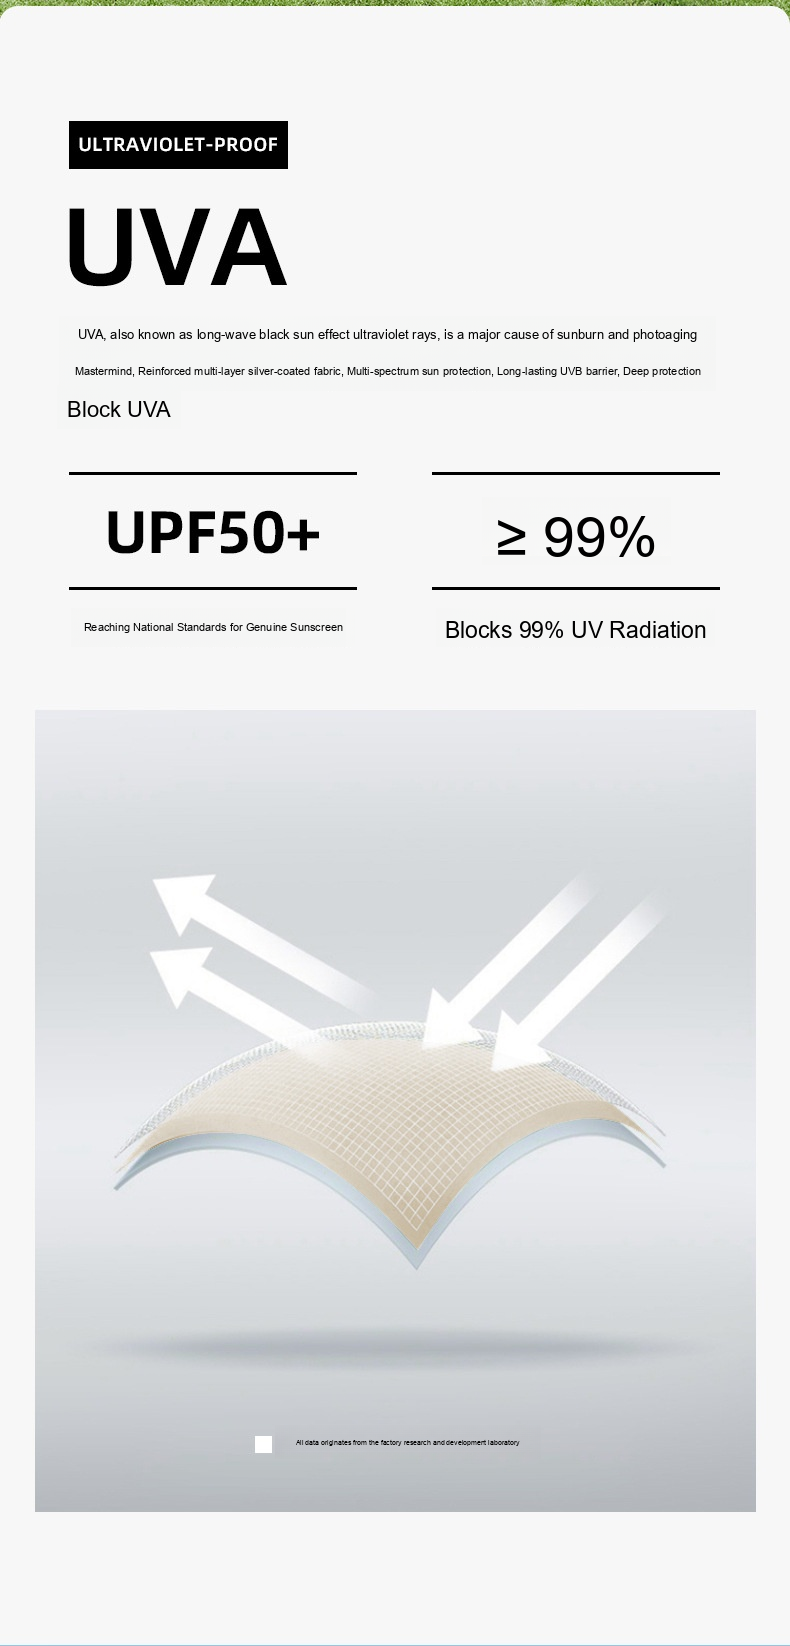 ULTRAVIOLET-PROOF
UVA
UVA, also known as long-wave black sun effect ultraviolet rays, is a major cause of sunburn and photoaging
Mastermind, Reinforced multi-layer silver-coated fabric, Multi-spectrum sun protection, Long-lasting UVB barrier, Deep protection
Block UVA
UPF50+
≥ 99%
Reaching National Standards for Genuine Sunscreen
Blocks 99% UV Radiation
All data originates from the factory research and development laboratory